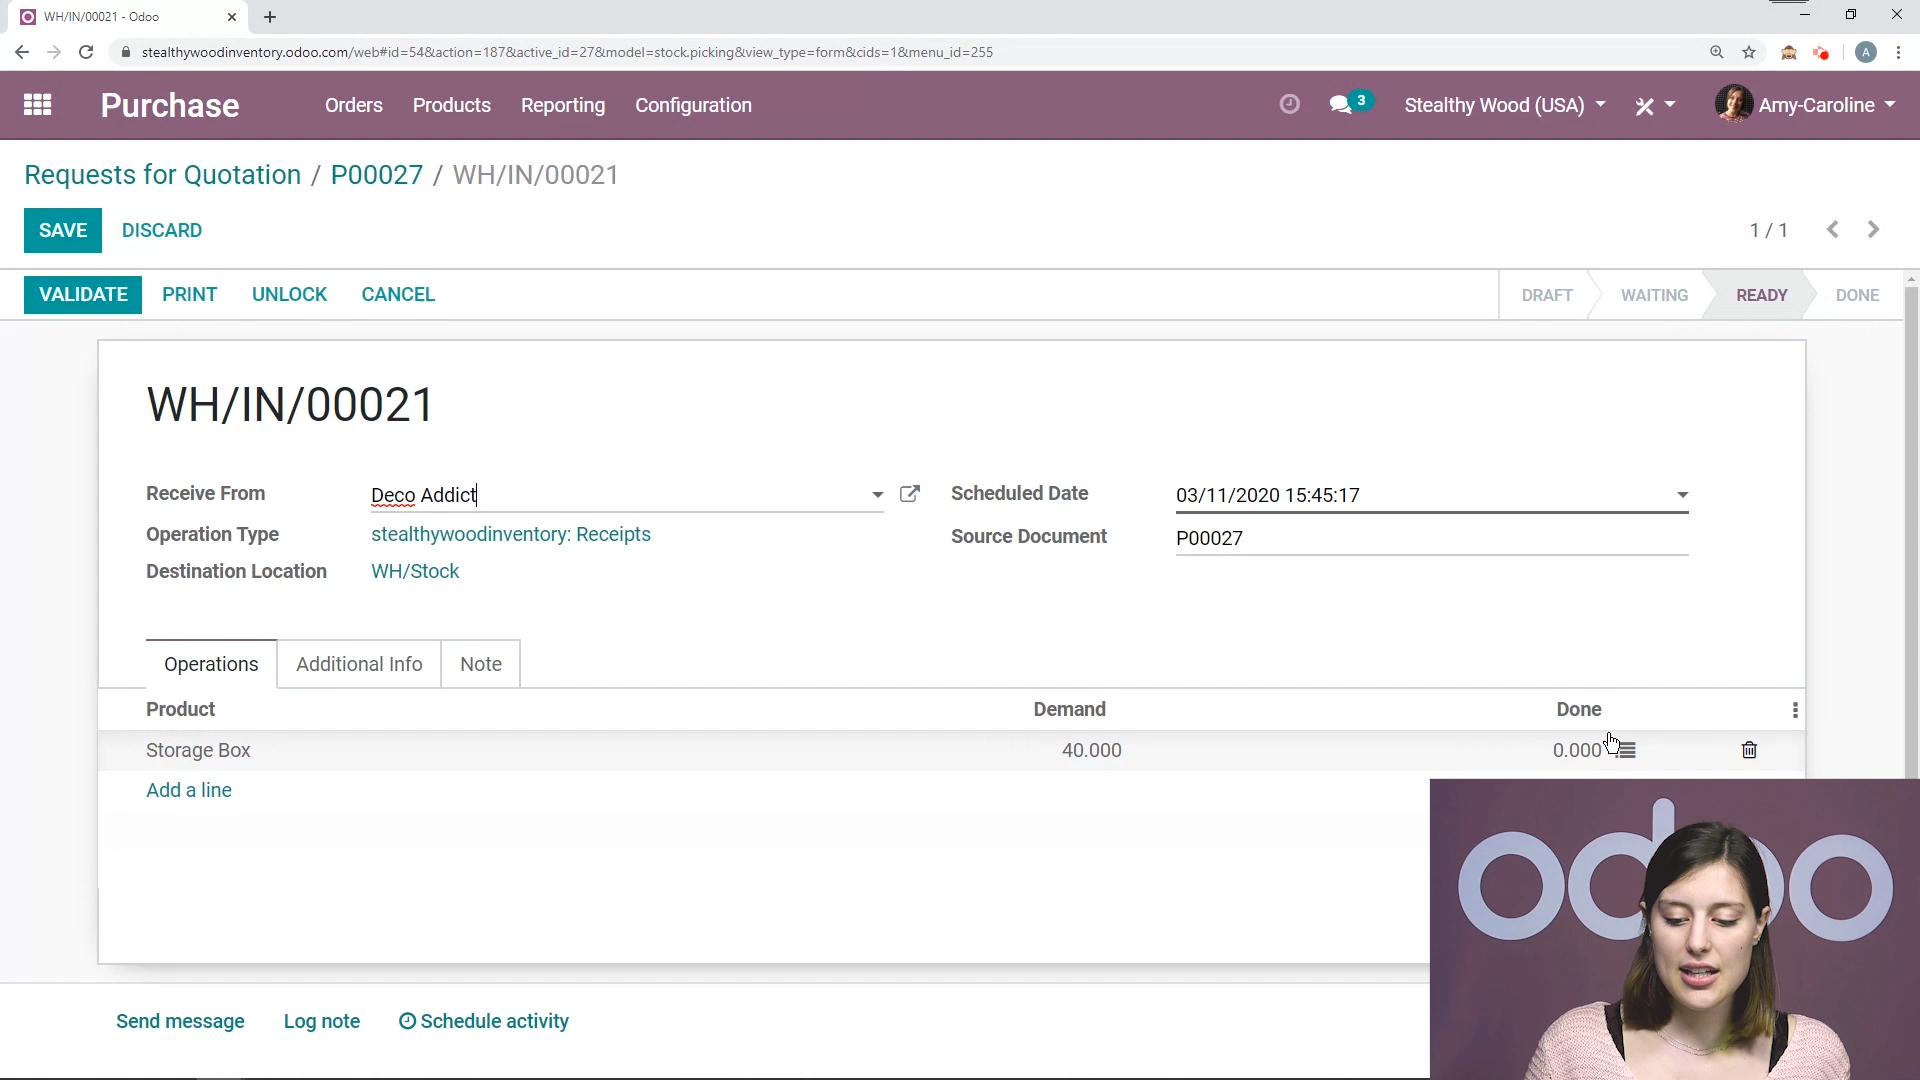 WH/IN/00021 - Odoo
stealthywoodinventory.odoo.com/web#id=54&action=187&active_id=27&model=stock.picking&view_type=form&cids=1&menu_id=255
A
Purchase
Orders
Products
Reporting
Configuration
3
Stealthy Wood (USA)
Amy-Caroline
Requests for Quotation / P00027 / WH/IN/00021
SAVE
DISCARD
1 / 1
VALIDATE
PRINT
UNLOCK
CANCEL
DRAFT
WAITING
READY
DONE
WH/IN/00021
Receive From
Deco Addict
Scheduled Date
03/11/2020 15:45:17
Operation Type
stealthywoodinventory: Receipts
Source Document
P00027
Destination Location
WH/Stock
Operations
Additional Info
Note
Product
Demand
Done
Storage Box
40.000
0.000
Add a line
odoo
Send message
Log note
Schedule activity